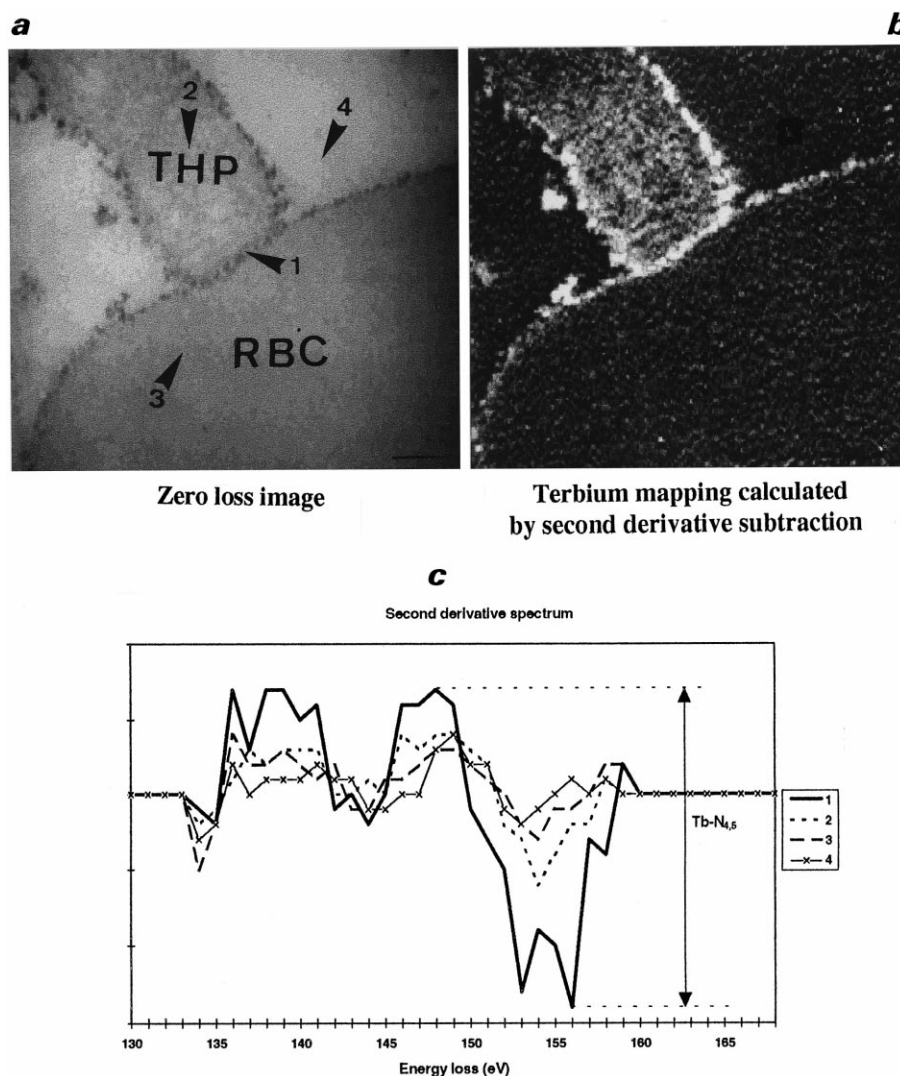 a
b
2
4
THP
1
RBC
3
Zero loss image
Terbium mapping calculated
by second derivative subtraction
c
Second derivative spectrum
Tb-N4,5
1
2
3
4
130 135 140 145 150 155 160 165
Energy loss (eV)